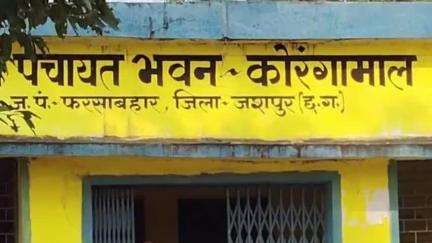 पंचायत भवन - कोरंगामाल
ज.पं.- फरसाबहार, जिला-जशपुर (छ.ग.)